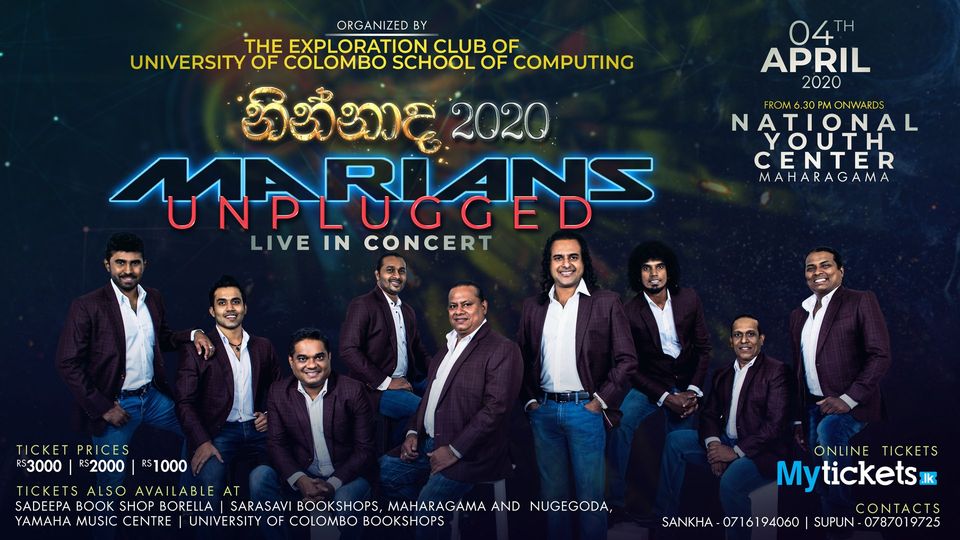 ORGANIZED BY
THE EXPLORATION CLUB OF
UNIVERSITY OF COLOMBO SCHOOL OF COMPUTING
නින්නාද 2020
MARIANS
UNPLUGGED
LIVE IN CONCERT
04TH
APRIL
2020
FROM 6.30 PM ONWARDS
NATIONAL
YOUTH
CENTER
MAHARAGAMA
TICKET PRICES
RS3000 | RS2000 | RS1000
TICKETS ALSO AVAILABLE AT
SADEEPA BOOK SHOP BORELLA | SARASAVI BOOKSHOPS, MAHARAGAMA AND NUGEGODA,
YAMAHA MUSIC CENTRE | UNIVERSITY OF COLOMBO BOOKSHOPS
ONLINE TICKETS
Mytickets.lk
CONTACTS
SANKHA - 0716194060 | SUPUN - 0787019725